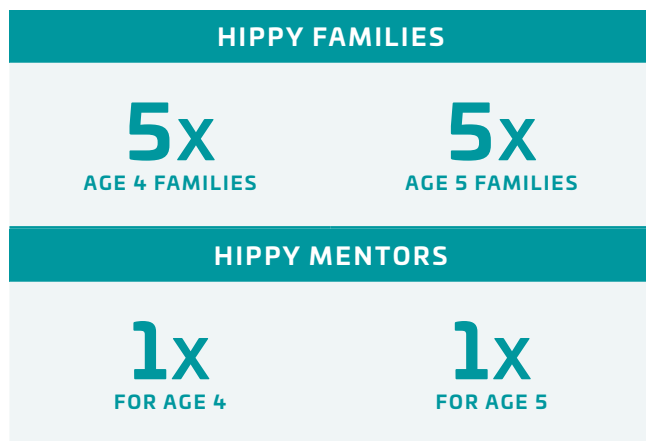 HIPPY FAMILIES
5x 5x
AGE 4 FAMILIES AGE 5 FAMILIES
HIPPY MENTORS
1x 1x
FOR AGE 4 FOR AGE 5